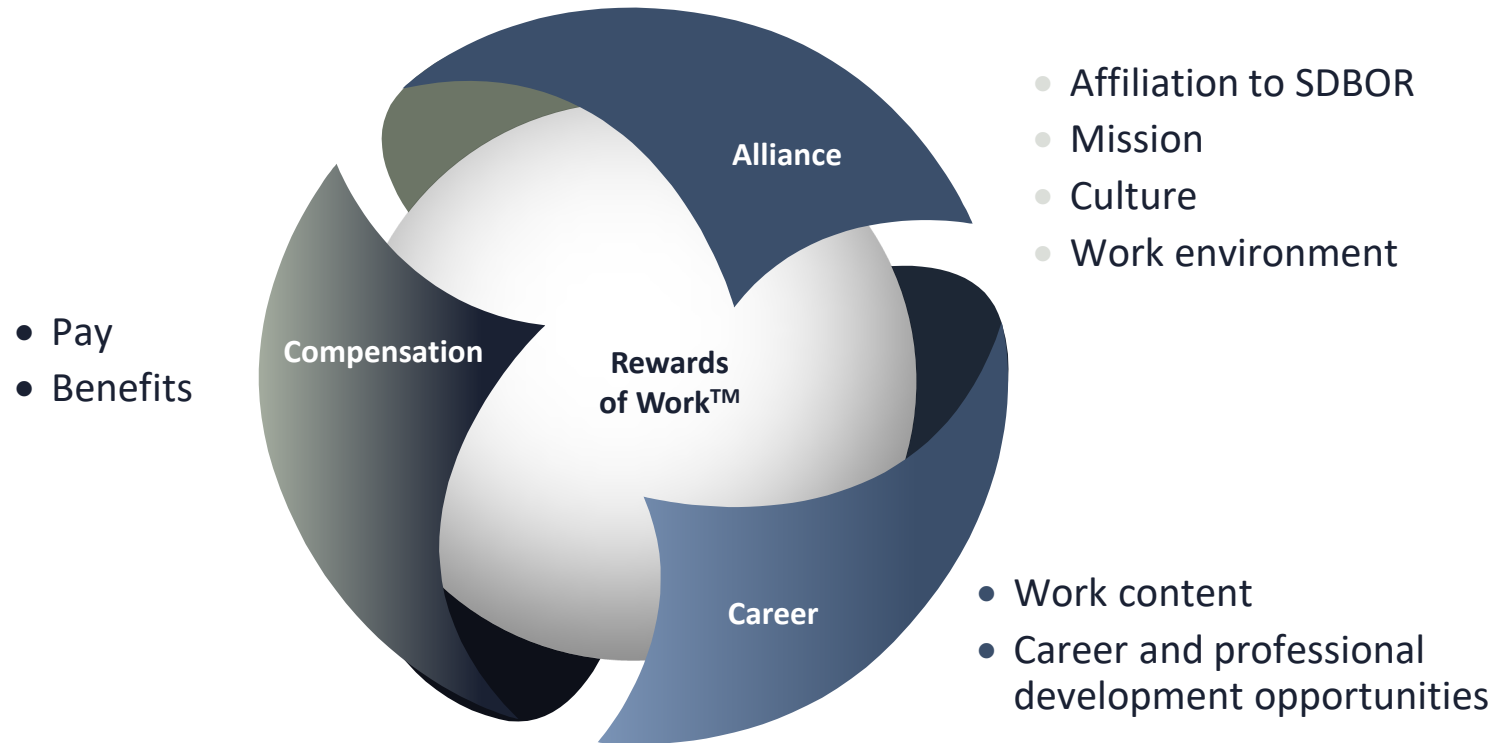 Alliance
• Affiliation to SDBOR
• Mission
• Culture
• Work environment
• Pay
• Benefits
Compensation
Rewards
of Work™
Career
• Work content
• Career and professional
development opportunities